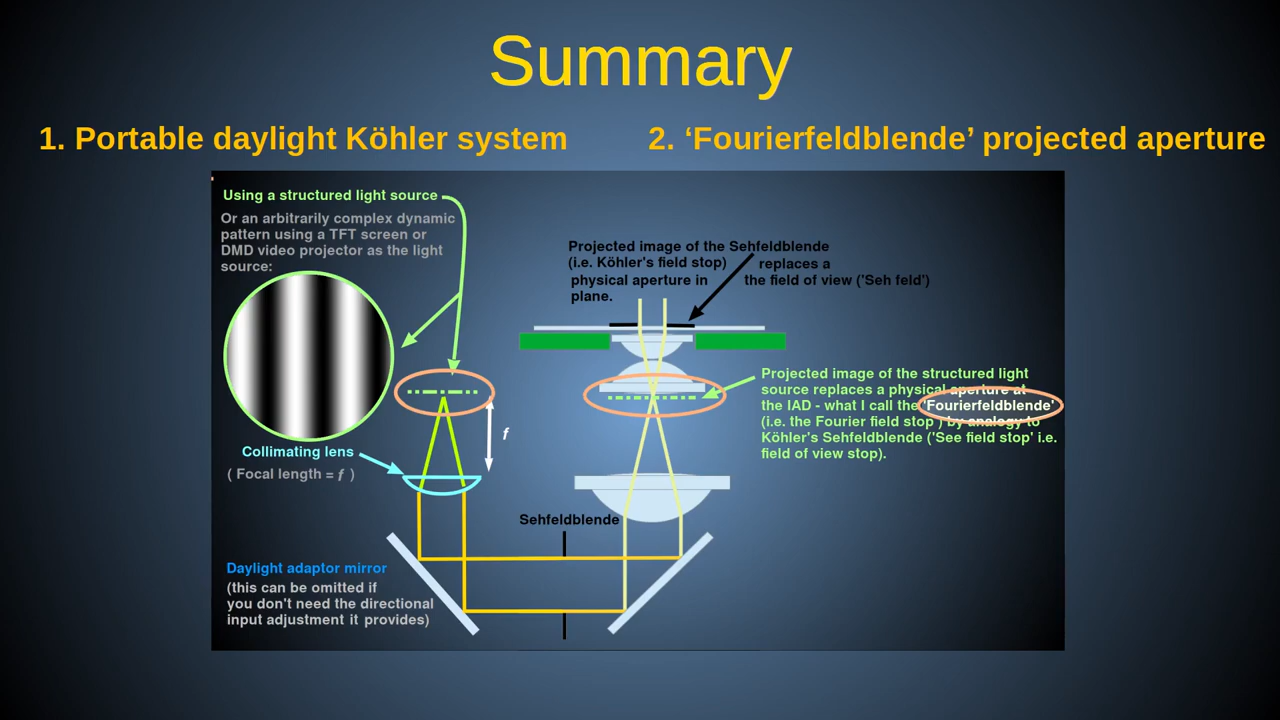 Summary
1. Portable daylight Köhler system
2. ‘Fourierfeldblende’ projected aperture
Using a structured light source
Or an arbitrarily complex dynamic
pattern using a TFT screen or
DMD video projector as the light
source:
Projected image of the Sehfeldblende
(i.e. Köhler's field stop) replaces a
physical aperture in the field of view ('Seh feld')
plane.
Projected image of the structured light
source replaces a physical aperture at
the IAD - what I call the 'Fourierfeldblende'
(i.e. the Fourier field stop ) by analogy to
Köhler's Sehfeldblende ('See field stop' i.e.
field of view stop).
f
Collimating lens
( Focal length = f )
Sehfeldblende
Daylight adaptor mirror
(this can be omitted if
you don't need the directional
input adjustment it provides)